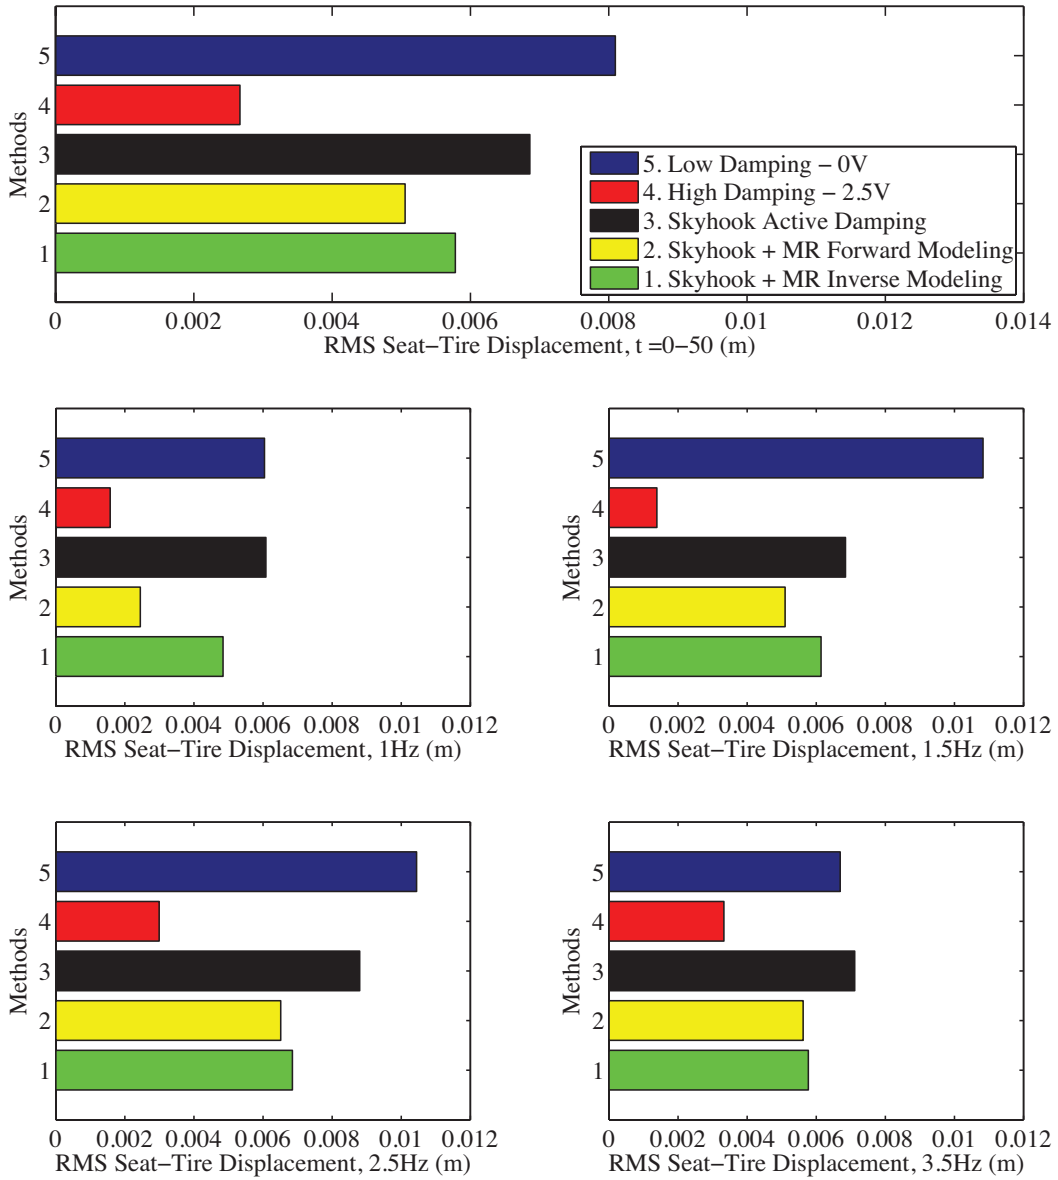 Methods
5
4
3
2
1
5. Low Damping − 0V
4. High Damping − 2.5V
3. Skyhook Active Damping
2. Skyhook + MR Forward Modeling
1. Skyhook + MR Inverse Modeling
0 0.002 0.004 0.006 0.008 0.01 0.012 0.014
RMS Seat−Tire Displacement, t =0−50 (m)
Methods
5
4
3
2
1
0 0.002 0.004 0.006 0.008 0.01 0.012
RMS Seat−Tire Displacement, 1Hz (m)
Methods
5
4
3
2
1
0 0.002 0.004 0.006 0.008 0.01 0.012
RMS Seat−Tire Displacement, 1.5Hz (m)
Methods
5
4
3
2
1
0 0.002 0.004 0.006 0.008 0.01 0.012
RMS Seat−Tire Displacement, 2.5Hz (m)
Methods
5
4
3
2
1
0 0.002 0.004 0.006 0.008 0.01 0.012
RMS Seat−Tire Displacement, 3.5Hz (m)